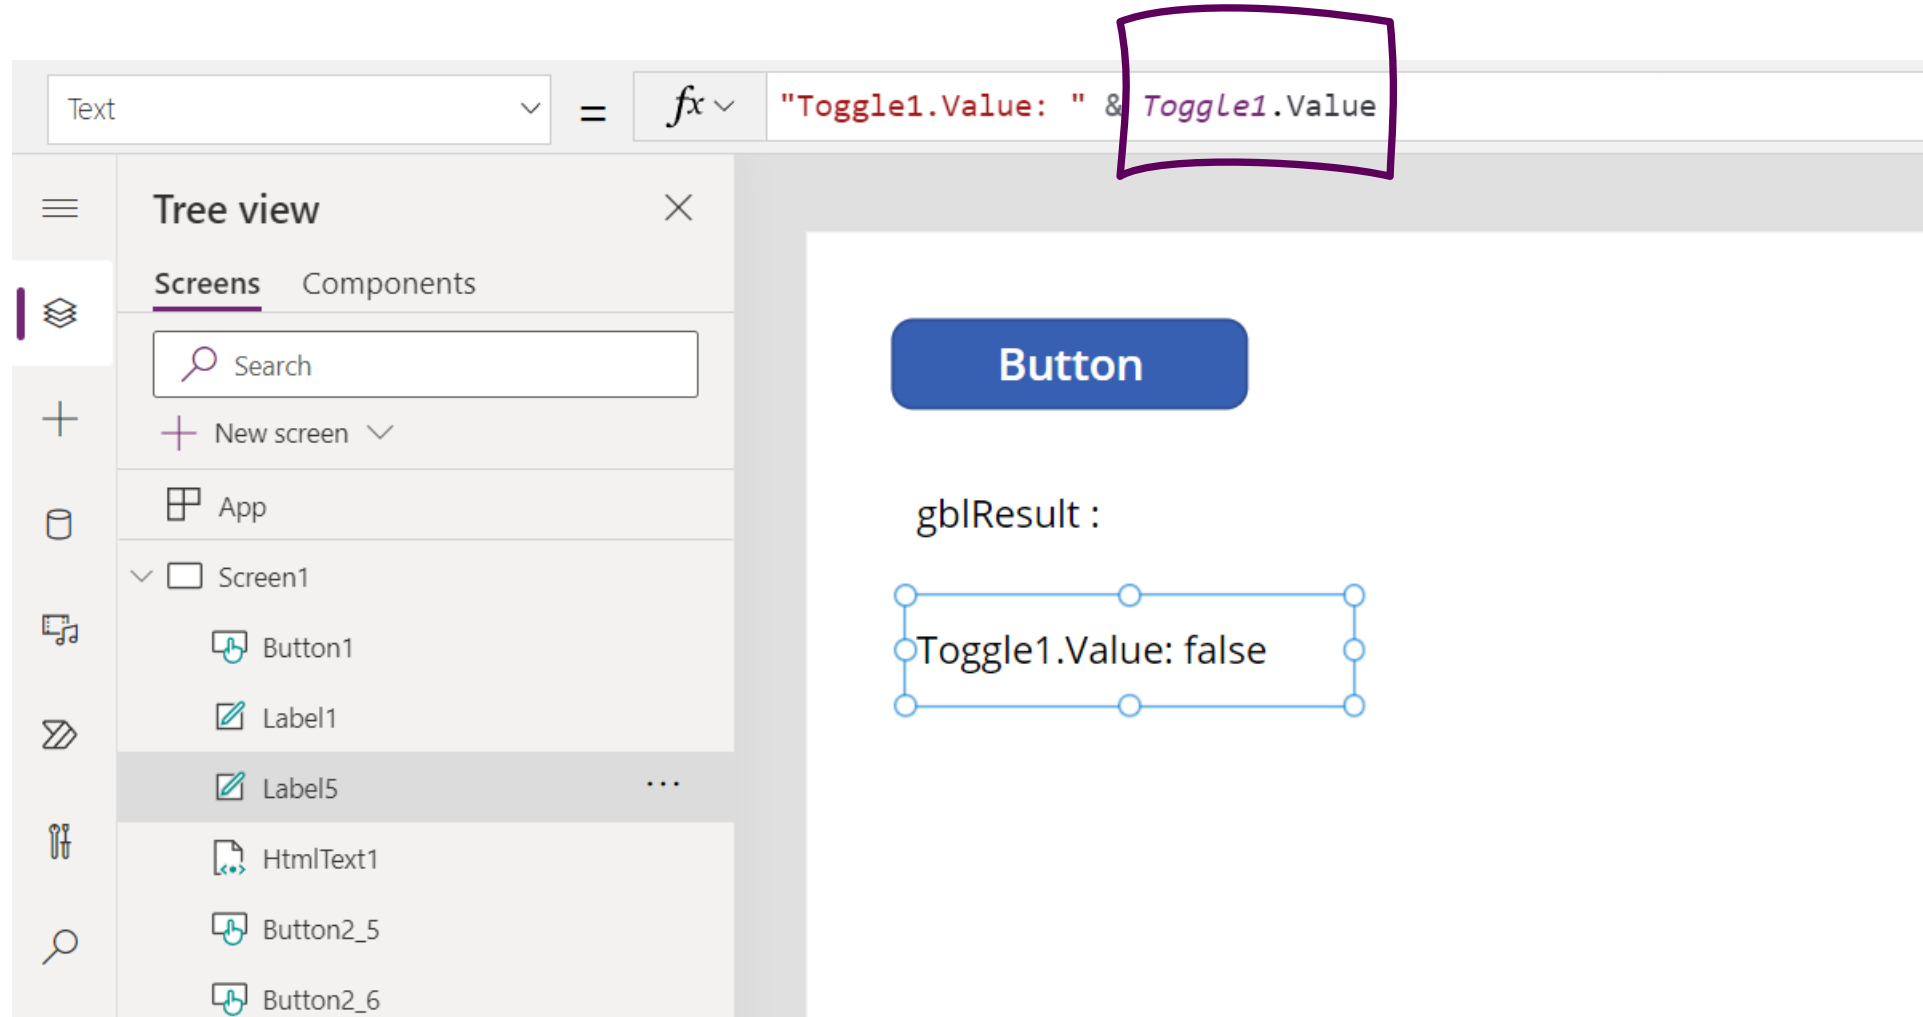 Text
= fx "Toggle1.Value: " & Toggle1.Value
Tree view
Screens Components
Search
New screen
App
Screen1
Button1
Label1
Label5
...
HtmlText1
Button2_5
Button2_6
Button
gblResult :
Toggle1.Value: false